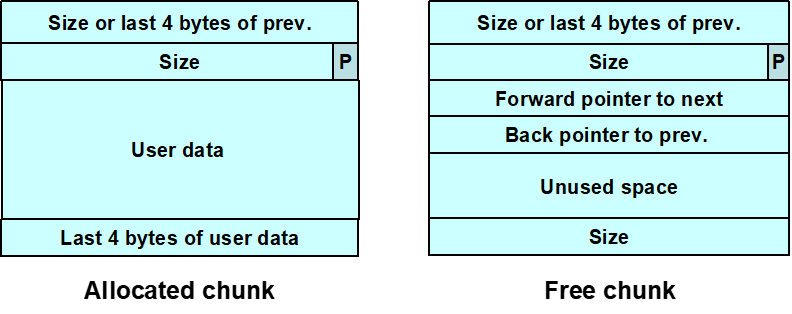 Size or last 4 bytes of prev.
Size
P
User data
Last 4 bytes of user data
Allocated chunk
Size or last 4 bytes of prev.
Size
P
Forward pointer to next
Back pointer to prev.
Unused space
Size
Free chunk